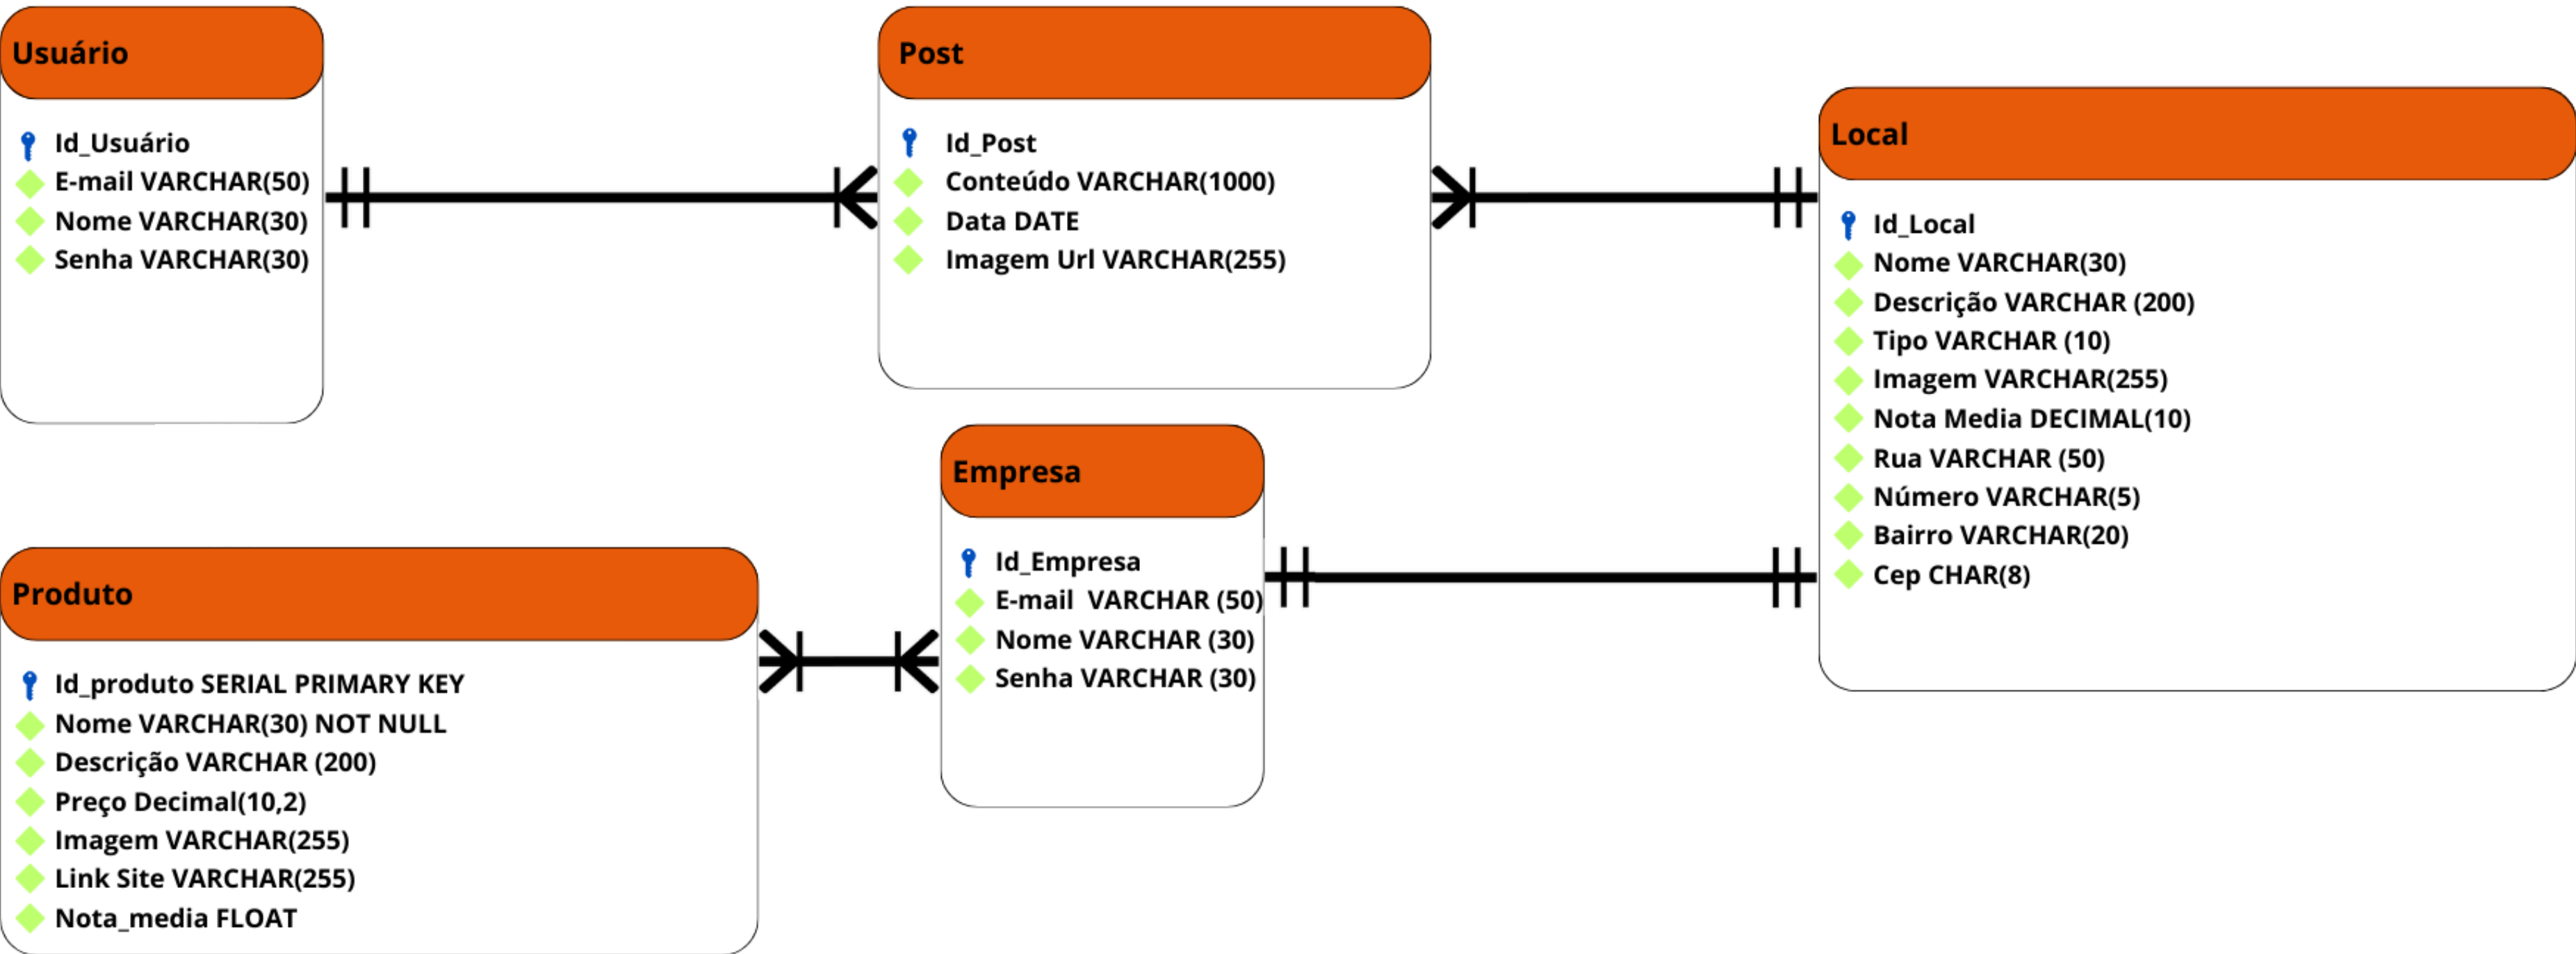 Usuário
Id_Usuário
E-mail VARCHAR(50)
Nome VARCHAR(30)
Senha VARCHAR(30)
Post
Id_Post
Conteúdo VARCHAR(1000)
Data DATE
Imagem Url VARCHAR(255)
Local
Id_Local
Nome VARCHAR(30)
Descrição VARCHAR (200)
Tipo VARCHAR (10)
Imagem VARCHAR(255)
Nota Media DECIMAL(10)
Rua VARCHAR (50)
Número VARCHAR(5)
Bairro VARCHAR(20)
Cep CHAR(8)
Empresa
Id_Empresa
E-mail  VARCHAR (50)
Nome VARCHAR (30)
Senha VARCHAR (30)
Produto
Id_produto SERIAL PRIMARY KEY
Nome VARCHAR(30) NOT NULL
Descrição VARCHAR (200)
Preço Decimal(10,2)
Imagem VARCHAR(255)
Link Site VARCHAR(255)
Nota_media FLOAT